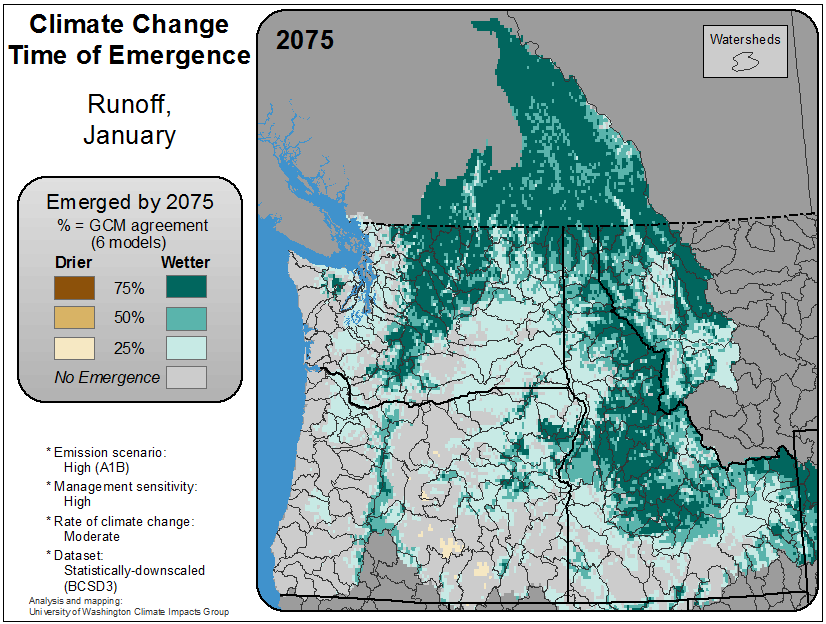 Climate Change
Time of Emergence
Runoff,
January
Emerged by 2075
% = GCM agreement
(6 models)
Drier Wetter
75%
50%
25%
No Emergence
* Emission scenario:
High (A1B)
* Management sensitivity:
High
* Rate of climate change:
Moderate
* Dataset:
Statistically-downscaled
(BCSD3)
Analysis and mapping:
University of Washington Climate Impacts Group
2075
Watersheds